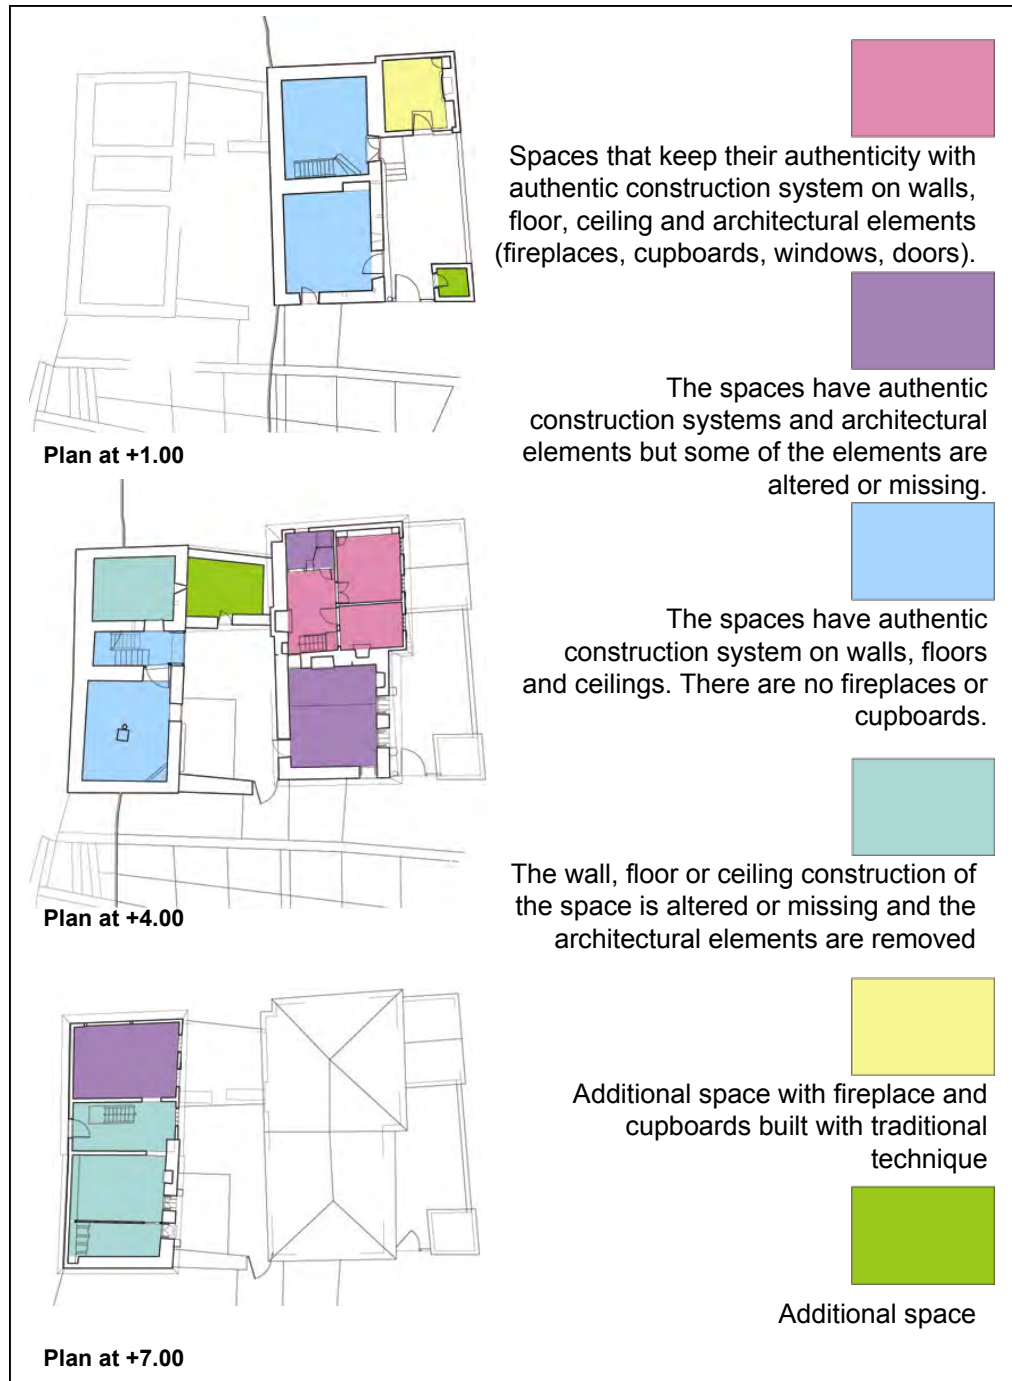 Spaces that keep their authenticity with
authentic construction system on walls,
floor, ceiling and architectural elements
(fireplaces, cupboards, windows, doors).
Plan at +1.00
The spaces have authentic
construction systems and architectural
elements but some of the elements are
altered or missing.
The spaces have authentic
construction system on walls, floors
and ceilings. There are no fireplaces or
cupboards.
Plan at +4.00
The wall, floor or ceiling construction of
the space is altered or missing and the
architectural elements are removed
Additional space with fireplace and
cupboards built with traditional
technique
Additional space
Plan at +7.00